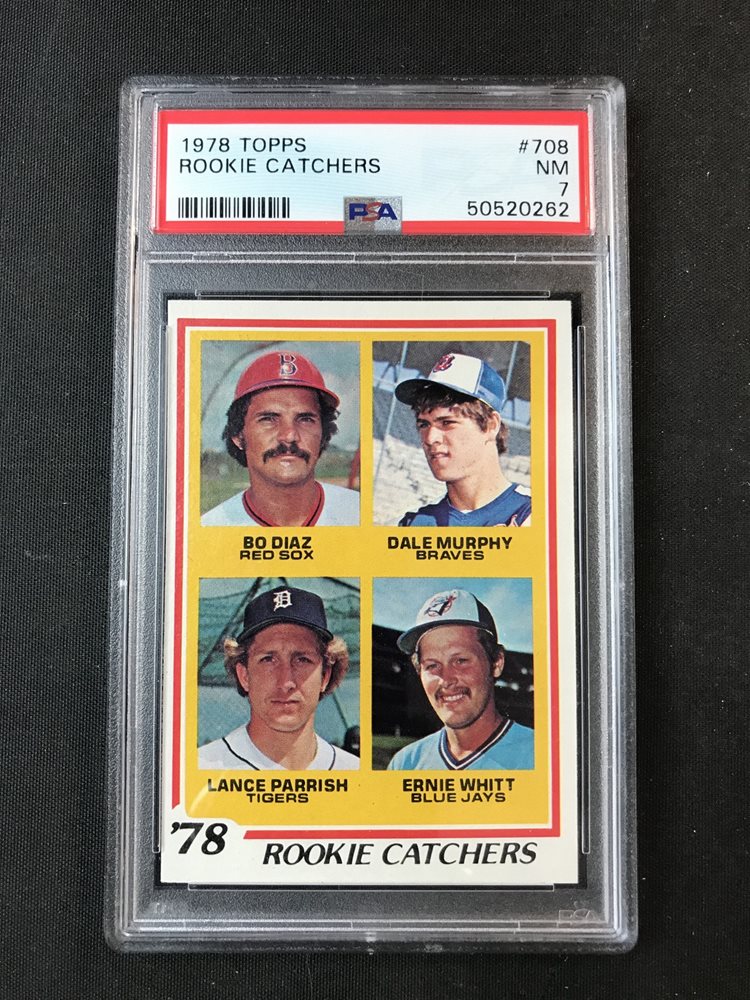 1978 TOPPS #708
ROOKIE CATCHERS NM
7
PSA 50520262
B
BO DIAZ DALE MURPHY
RED SOX BRAVES
D
LANCE PARRISH ERNIE WHITT
TIGERS BLUE JAYS
'78 ROOKIE CATCHERS
PSA